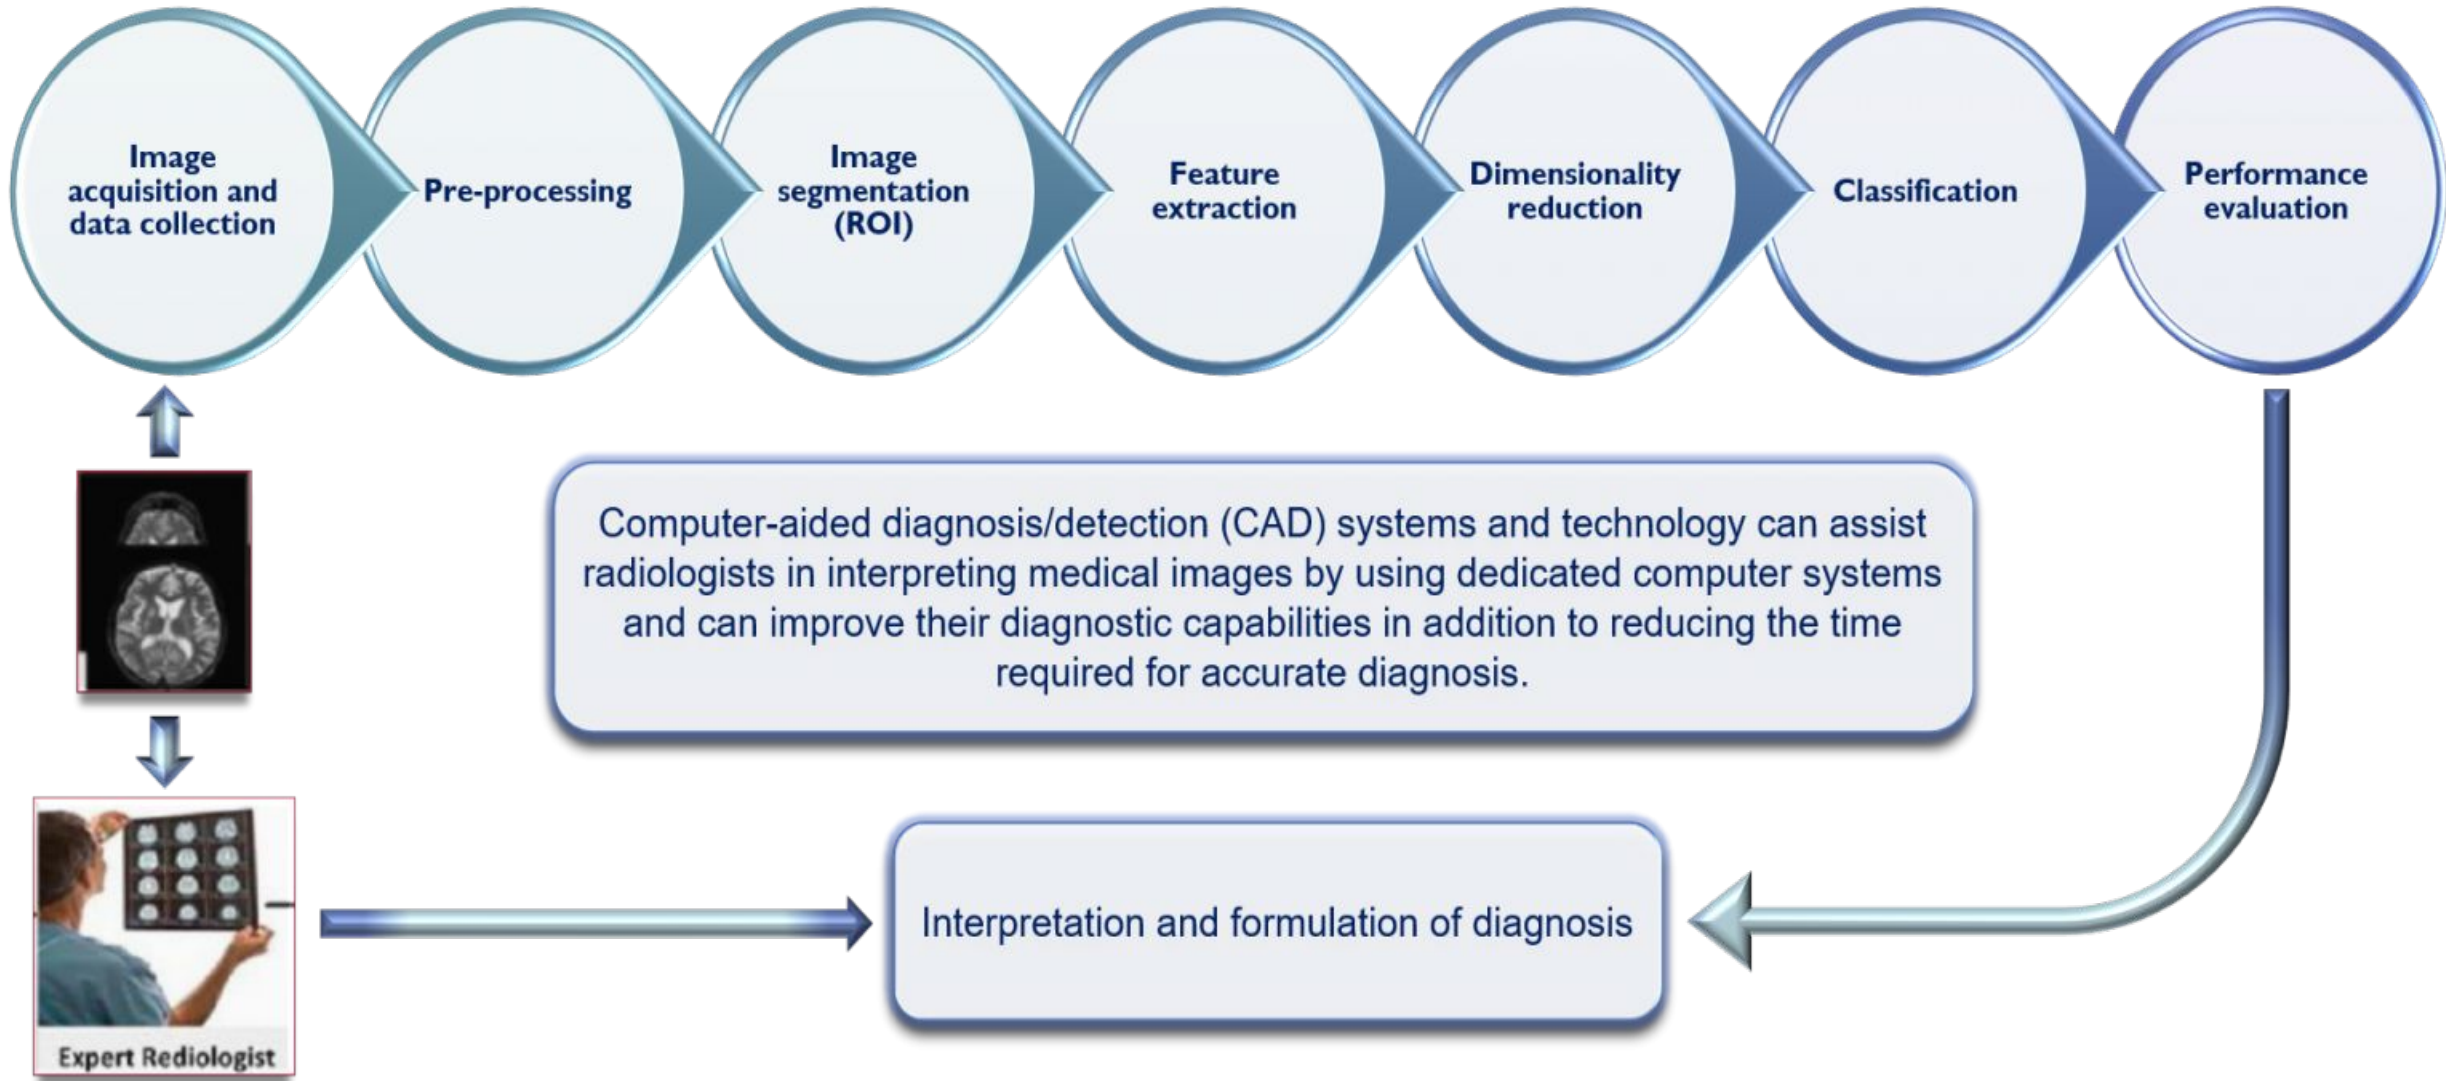 Image
acquisition and
data collection
Pre-processing
Image
segmentation
(ROI)
Feature
extraction
Dimensionality
reduction
Classification
Performance
evaluation
Computer-aided diagnosis/detection (CAD) systems and technology can assist
radiologists in interpreting medical images by using dedicated computer systems
and can improve their diagnostic capabilities in addition to reducing the time
required for accurate diagnosis.
Interpretation and formulation of diagnosis
Expert Rediologist